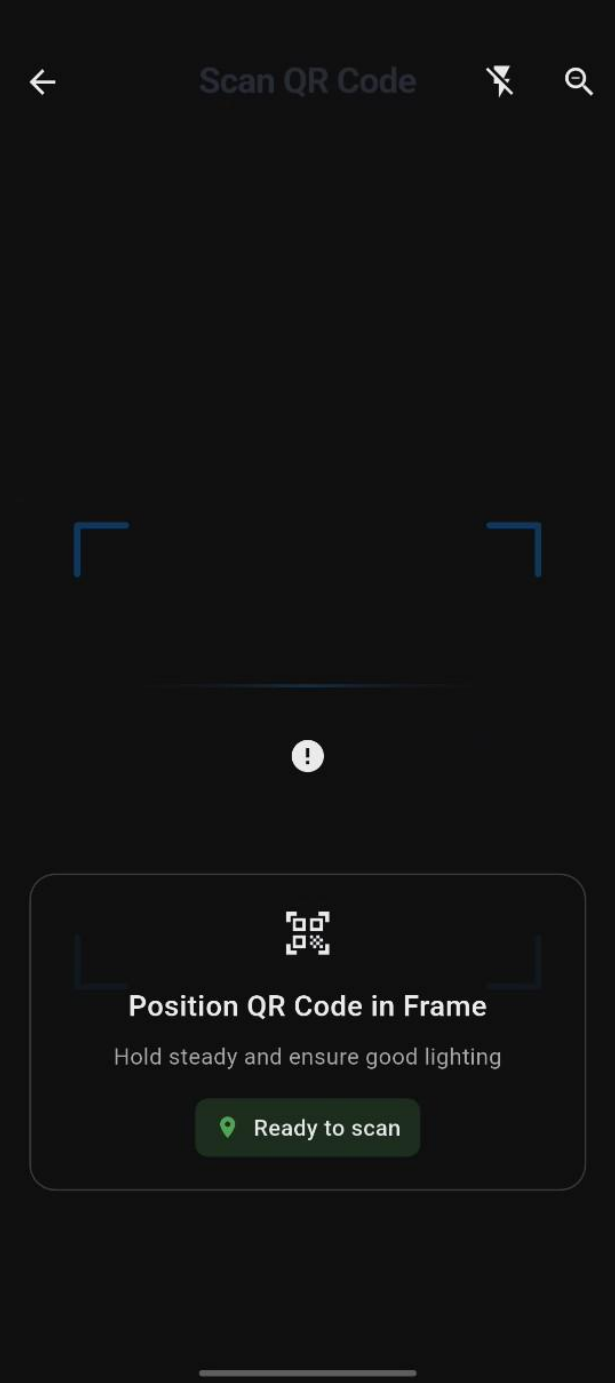 Scan QR Code
Position QR Code in Frame
Hold steady and ensure good lighting
Ready to scan